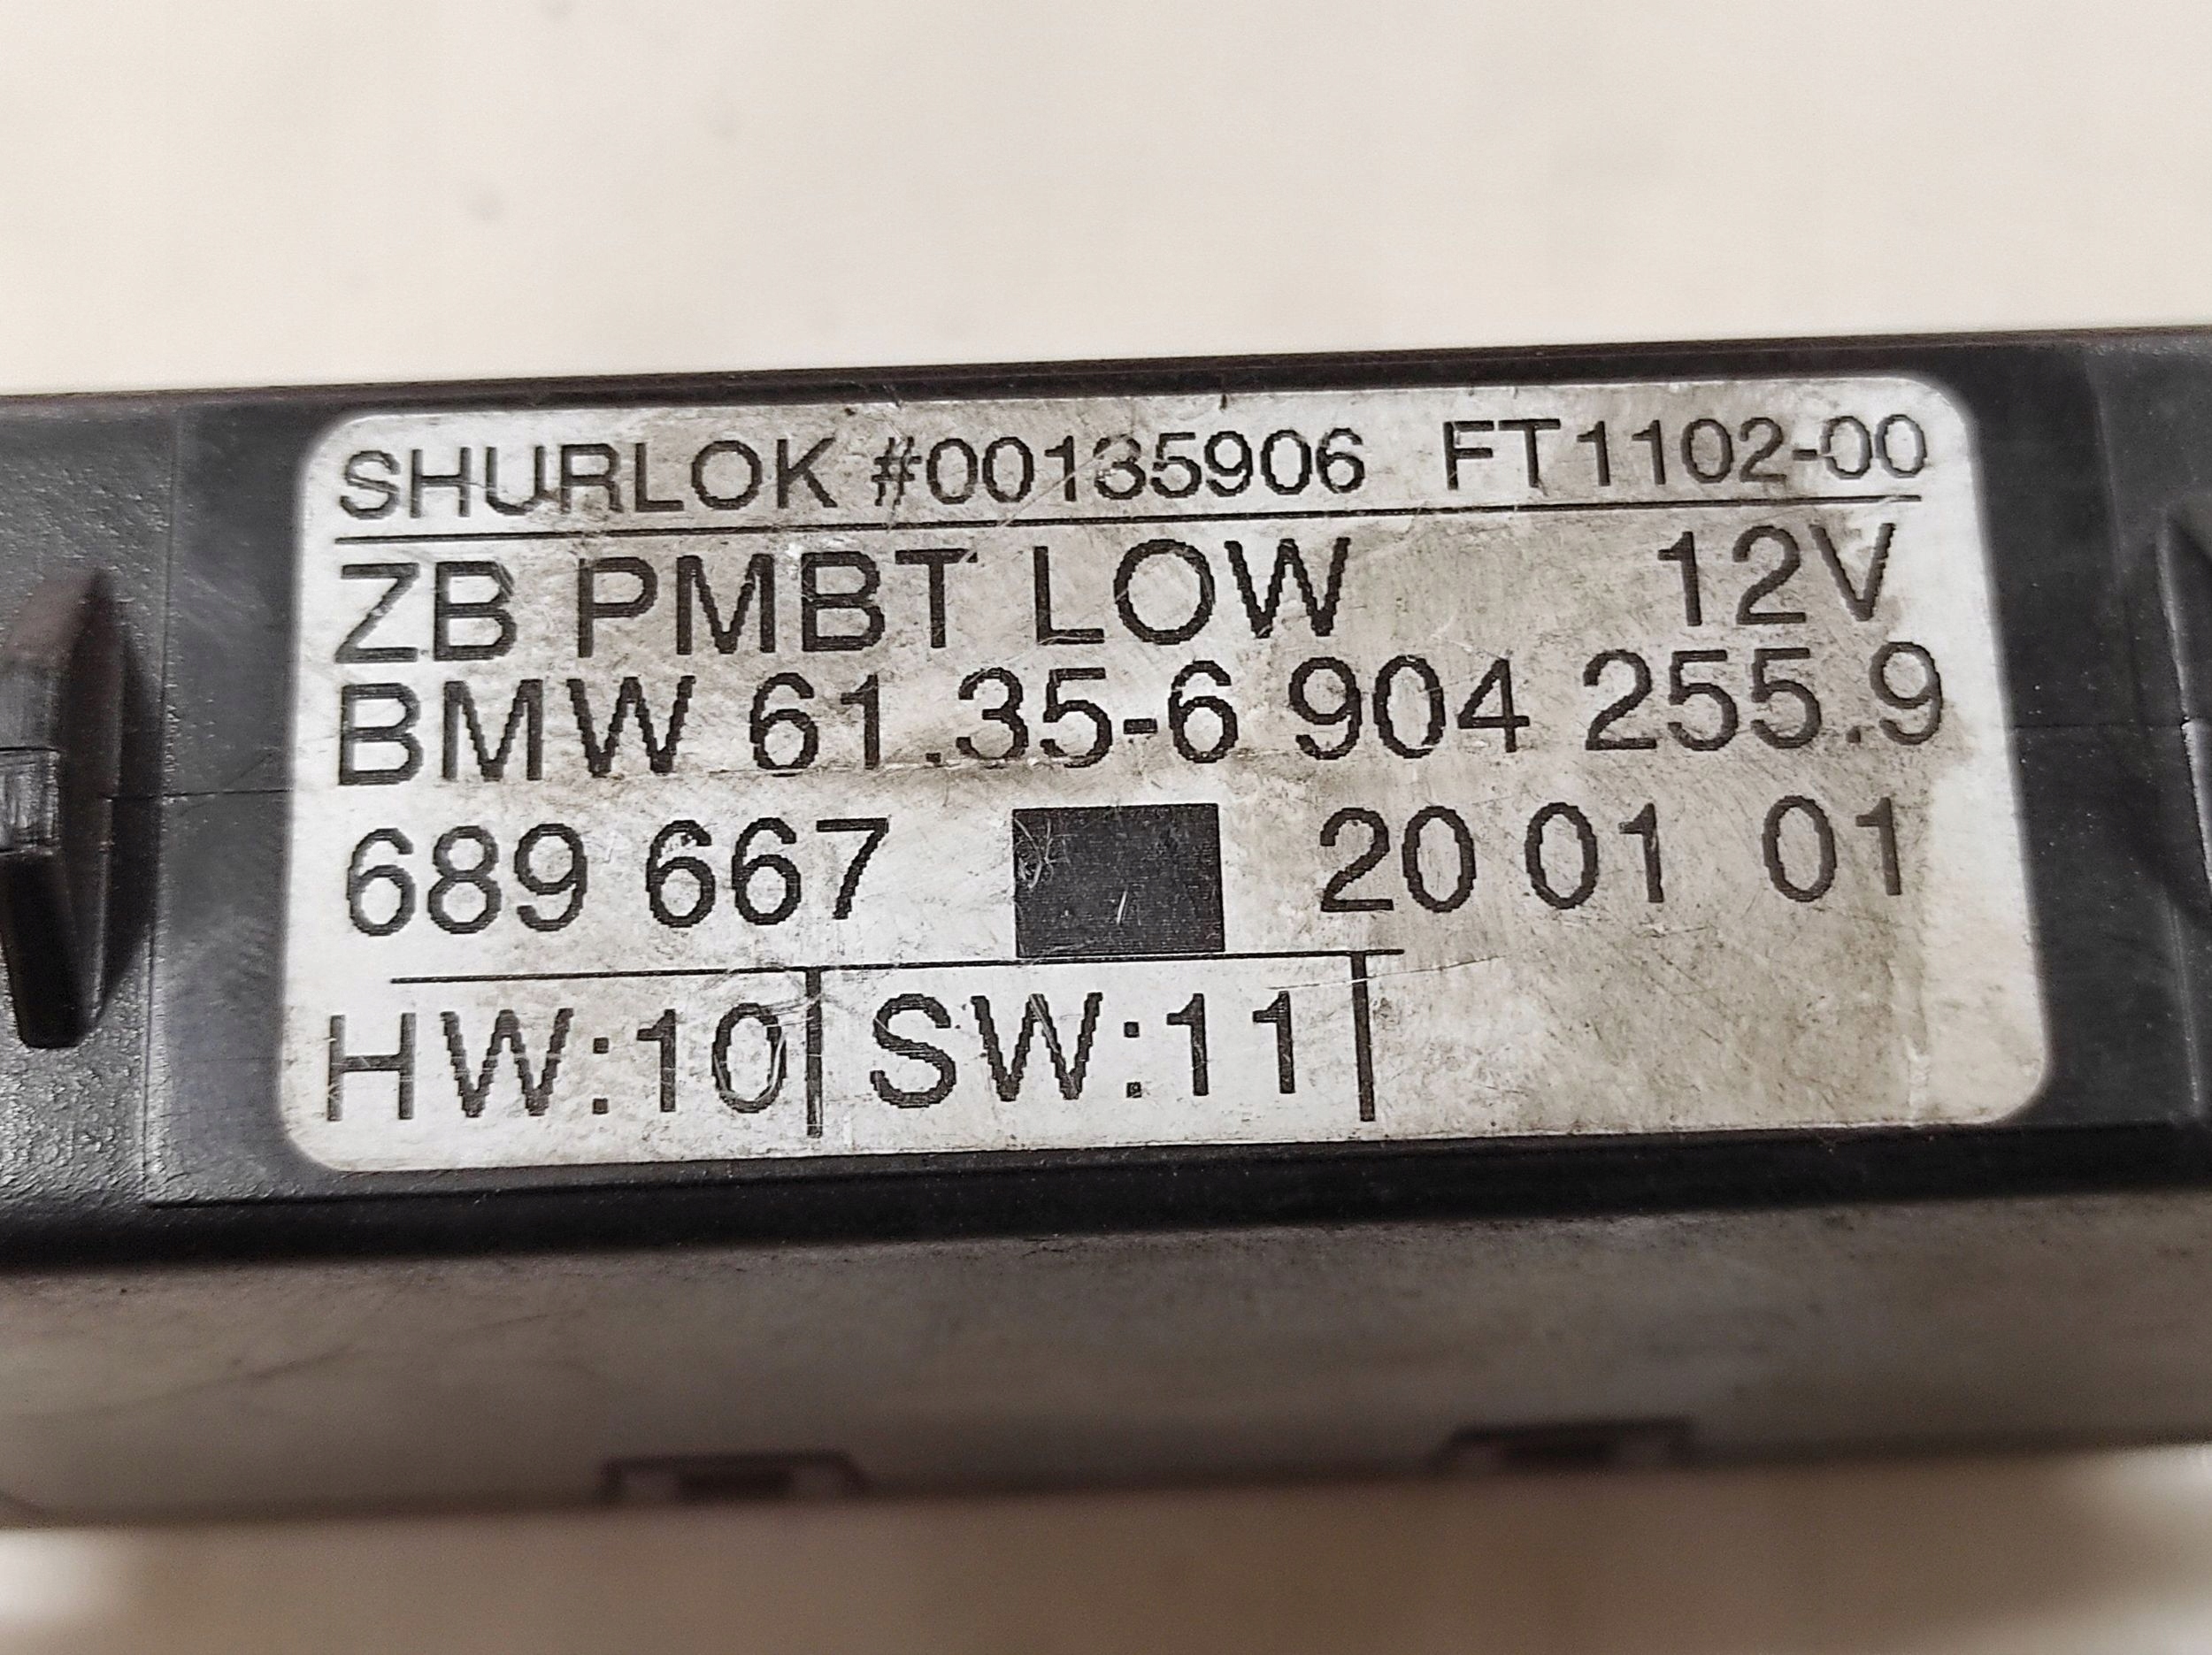 SHURLOK #00135906 FT1102-00
ZB PMBT LOW 12V
BMW 61.35-6 904 255.9
689 667 20 01 01
HW:10 SW:11